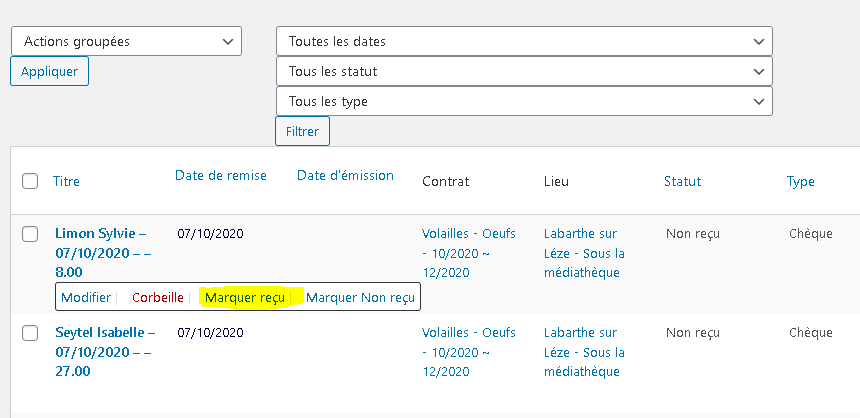 Actions groupées
Toutes les dates
Appliquer
Tous les statut
Tous les type
Filtrer
Titre
Date de remise
Date d'émission
Contrat
Lieu
Statut
Type
Limon Sylvie –
07/10/2020 – –
8.00
07/10/2020
Volailles - Oeufs
- 10/2020 ~
12/2020
Labarthe sur
Lèze - Sous la
médiathèque
Non reçu
Chèque
Modifier | Corbeille | Marquer reçu | Marquer Non reçu
Seytel Isabelle –
07/10/2020 – –
27.00
07/10/2020
Volailles - Oeufs
- 10/2020 ~
12/2020
Labarthe sur
Lèze - Sous la
médiathèque
Non reçu
Chèque